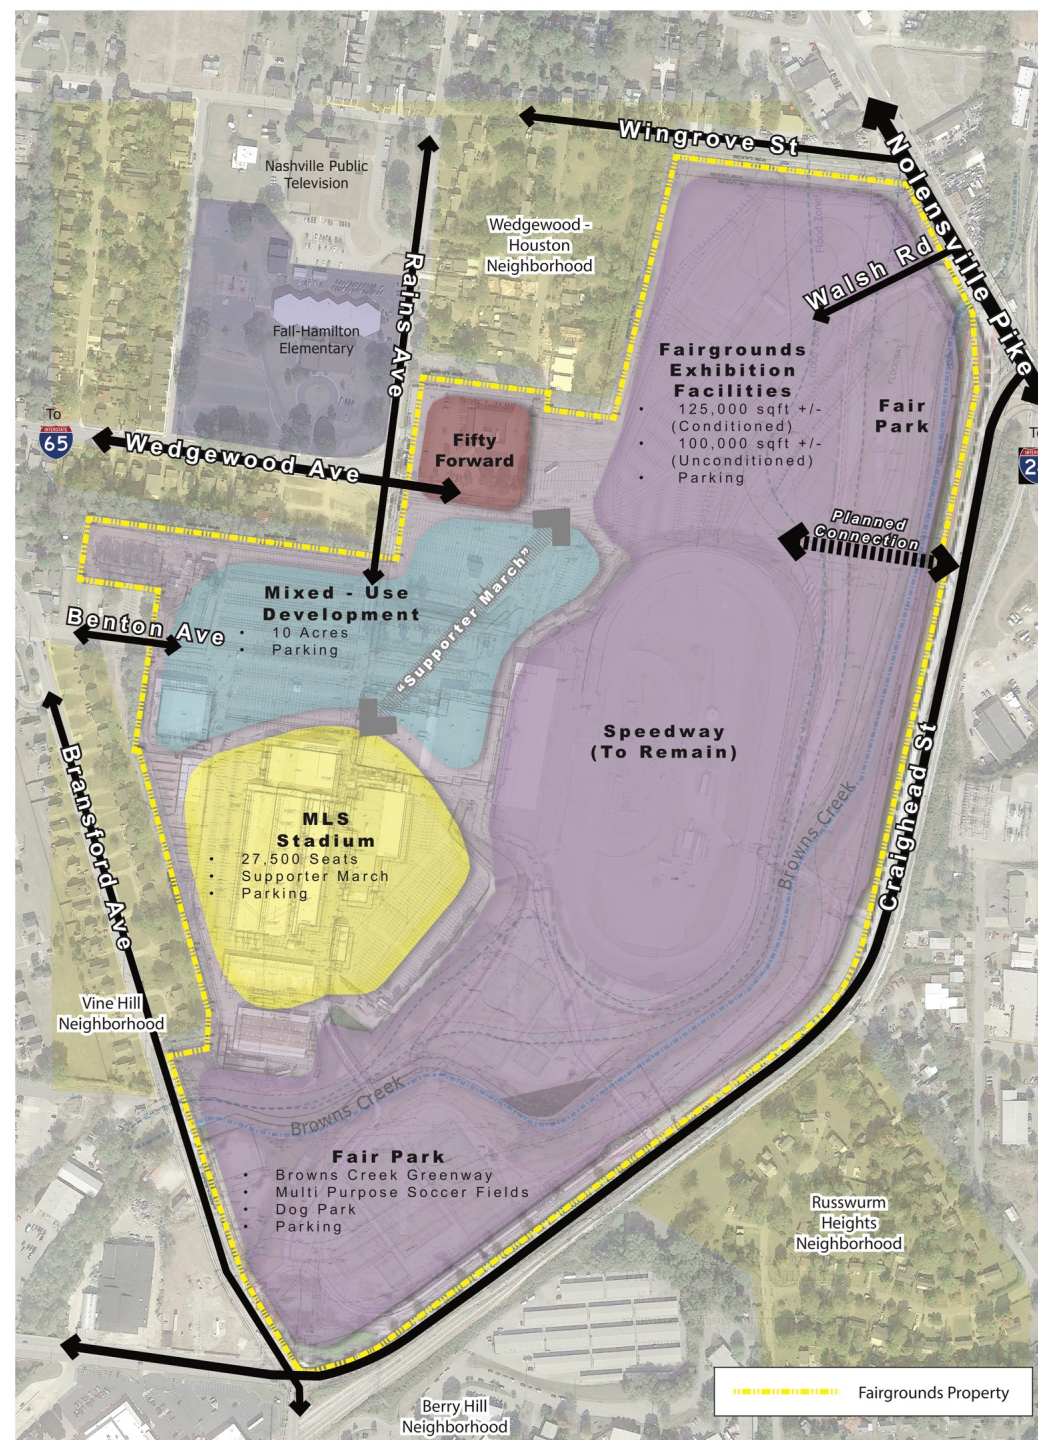 Wingrove St
Nolensville Pike
Nashville Public
Television
Wedgewood -
Houston
Neighborhood
Flood Zone
Walsh Rd
Rains Ave
Fall-Hamilton
Elementary
Fairgrounds
Exhibition
Facilities
• 125,000 sqft +/-
(Conditioned)
• 100,000 sqft +/-
(Unconditioned)
• Parking
Fair
Park
To
INTERSTATE
65
Wedgewood Ave
Fifty
Forward
Planned
Connection
"Supporter March"
Mixed - Use
Development
• 10 Acres
• Parking
Benton Ave
Speedway
(To Remain)
Bransford Ave
MLS
Stadium
• 27,500 Seats
• Supporter March
• Parking
Browns Creek
Craighead St
Vine Hill
Neighborhood
Browns Creek
Fair Park
• Browns Creek Greenway
• Multi Purpose Soccer Fields
• Dog Park
• Parking
Russwurm
Heights
Neighborhood
Berry Hill
Neighborhood
Fairgrounds Property